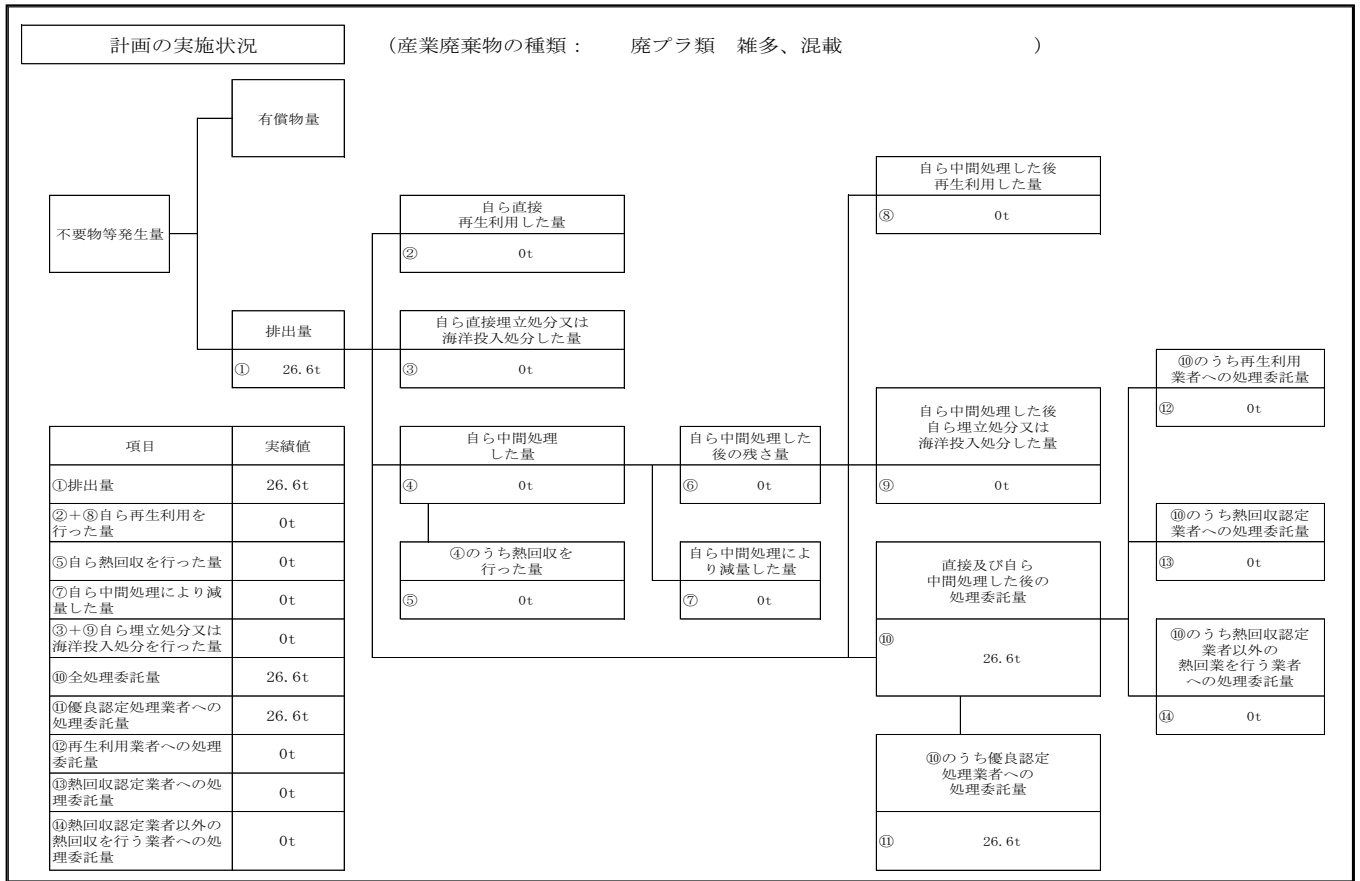 計画の実施状況
(産業廃棄物の種類： 廃プラ類 雑多、混載 )
有償物量
不要物等発生量
排出量
① 26.6t
自ら直接
再生利用した量
② 0t
自ら直接埋立処分又は
海洋投入処分した量
③ 0t
自ら中間処理
した量
④ 0t
④のうち熱回収を
行った量
⑤ 0t
自ら中間処理した
後の残さ量
⑥ 0t
自ら中間処理によ
り減量した量
⑦ 0t
自ら中間処理した後
再生利用した量
⑧ 0t
自ら中間処理した後
自ら埋立処分又は
海洋投入処分した量
⑨ 0t
直接及び自ら
中間処理した後の
処理委託量
⑩ 26.6t
⑩のうち優良認定
処理業者への
処理委託量
⑪ 26.6t
⑩のうち再生利用
業者への処理委託量
⑫ 0t
⑩のうち熱回収認定
業者への処理委託量
⑬ 0t
⑩のうち熱回収認定
業者以外の
熱回業を行う業者
への処理委託量
⑭ 0t
項目 実績値
①排出量 26.6t
②＋⑧自ら再生利用を
行った量 0t
⑤自ら熱回収を行った量 0t
⑦自ら中間処理により減
量した量 0t
③＋⑨自ら埋立処分又は
海洋投入処分を行った量 0t
⑩全処理委託量 26.6t
⑪優良認定処理業者への
処理委託量 26.6t
⑫再生利用業者への処理
委託量 0t
⑬熱回収認定業者への処
理委託量 0t
⑭熱回収認定業者以外の
熱回収を行う業者への処
理委託量 0t